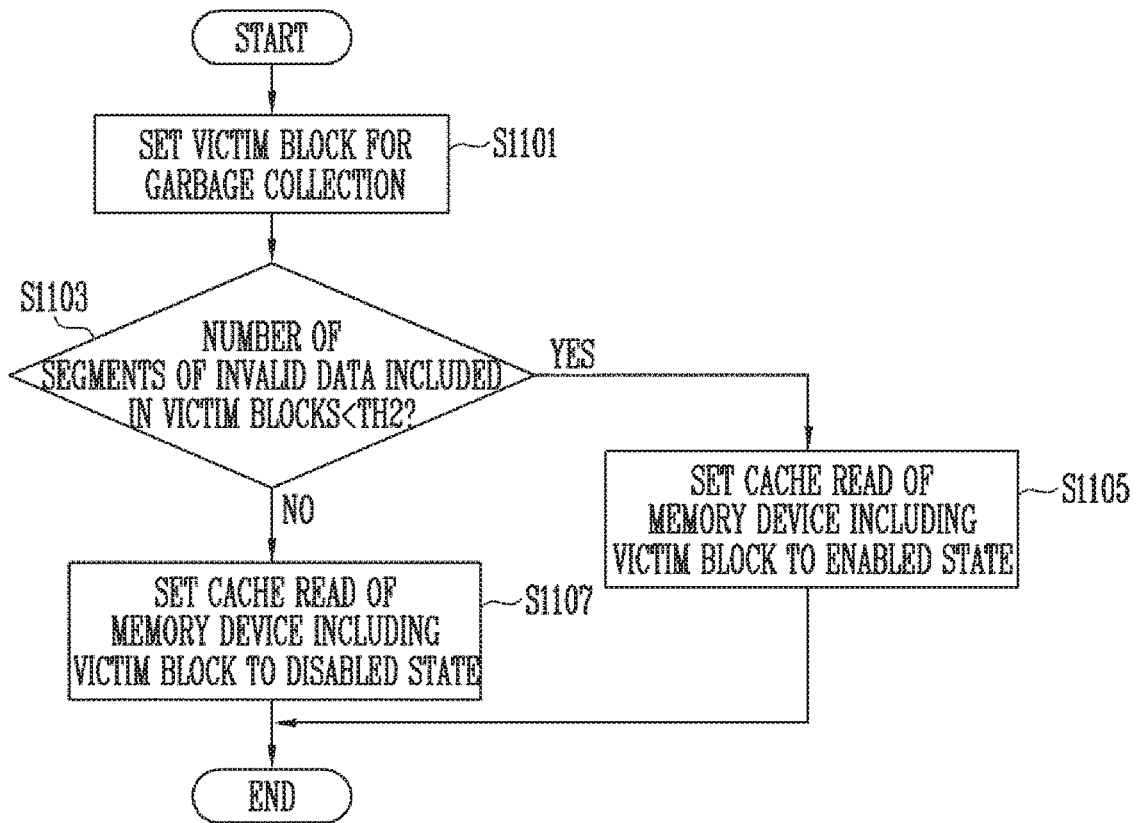 START
SET VICTIM BLOCK FOR
GARBAGE COLLECTION
S1101
S1103
NUMBER OF
SEGMENTS OF INVALID DATA INCLUDED
IN VICTIM BLOCKS<TH2?
YES
NO
SET CACHE READ OF
MEMORY DEVICE INCLUDING
VICTIM BLOCK TO ENABLED STATE
S1105
SET CACHE READ OF
MEMORY DEVICE INCLUDING
VICTIM BLOCK TO DISABLED STATE
S1107
END